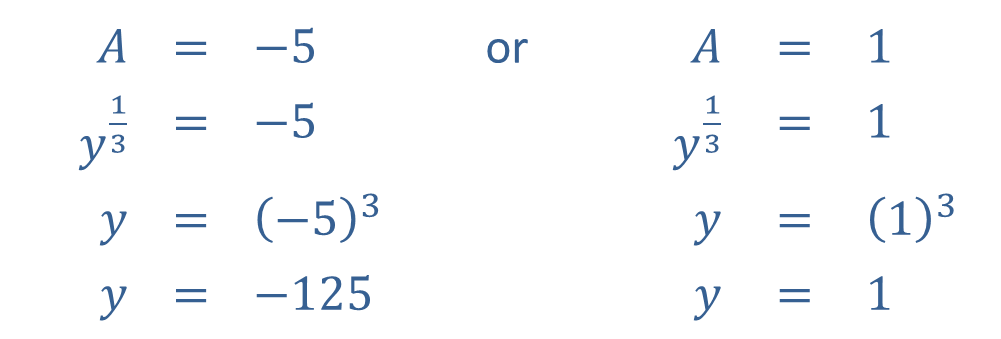 A = −5 or A = 1
y^(1/3) = −5 y^(1/3) = 1
y = (−5)³ y = (1)³
y = −125 y = 1